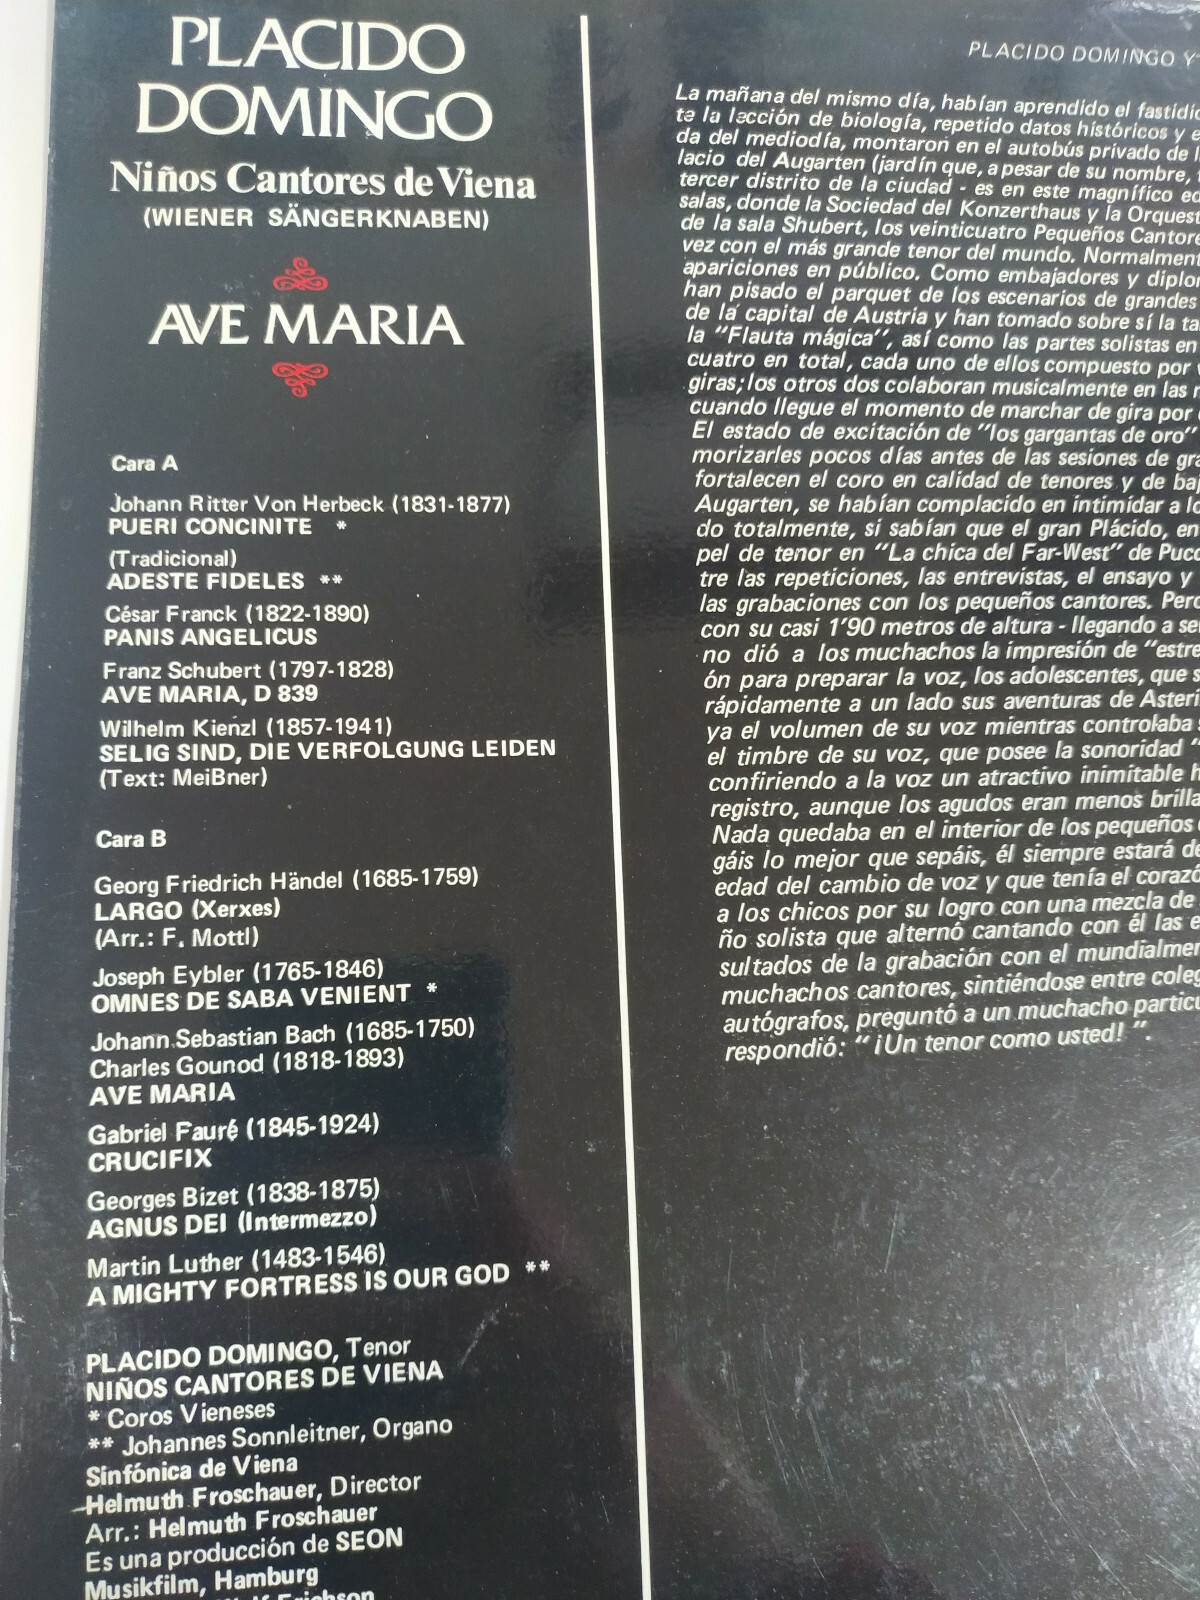 PLACIDO
DOMINGO
Niños Cantores de Viena
(WIENER SÄNGERKNABEN)
AVE MARIA
Cara A
Johann Ritter Von Herbeck (1831-1877)
PUERI CONCINITE *
(Tradicional)
ADESTE FIDELES **
César Franck (1822-1890)
PANIS ANGELICUS
Franz Schubert (1797-1828)
AVE MARIA, D 839
Wilhelm Kienzl (1857-1941)
SELIG SIND, DIE VERFOLGUNG LEIDEN
(Text: MeiBner)
Cara B
Georg Friedrich Händel (1685-1759)
LARGO (Xerxes)
(Arr.: F. Mottl)
Joseph Eybler (1765-1846)
OMNES DE SABA VENIENT *
Johann Sebastian Bach (1685-1750)
Charles Gounod (1818-1893)
AVE MARIA
Gabriel Fauré (1845-1924)
CRUCIFIX
Georges Bizet (1838-1875)
AGNUS DEI (Intermezzo)
Martin Luther (1483-1546)
A MIGHTY FORTRESS IS OUR GOD **
PLACIDO DOMINGO, Tenor
NIÑOS CANTORES DE VIENA
* Coros Vieneses
** Johannes Sonnleitner, Organo
Sinfónica de Viena
Helmuth Froschauer, Director
Arr.: Helmuth Froschauer
Es una producción de SEON
Musikfilm, Hamburg
PLACIDO DOMINGO Y
La mañana del mismo día, habían aprendido el
te la lección de biología, repetido datos históricos y
da del mediodía, montaron en el autobús privado de
lacio del Augarten (jardín que, a pesar de su nombre,
tercer distrito de la ciudad - es en este magnífico
salas, donde la Sociedad del Konzerthaus y la
de la sala Shubert, los veinticuatro Pequeños
vez con el más grande tenor del mundo.
apariciones en público. Como embajadores y
han pisado el parquet de los escenarios de grandes
de la capital de Austria y han tomado sobre sí la
la "Flauta mágica", así como las partes solistas en
cuatro en total, cada uno de ellos compuesto por
giras; los otros dos colaboran musicalmente en las
cuando llegue el momento de marchar de gira por
El estado de excitación de "los gargantas de oro"
morizarles pocos días antes de las sesiones de
fortalecen el coro en calidad de tenores y de
Augarten, se habían complacido en intimidar a
do totalmente, si sabían que el gran Plácido,
pel de tenor en "La chica del Far-West" de
tre las repeticiones, las entrevistas, el ensayo y
las grabaciones con los pequeños cantores.
con su casi 1'90 metros de altura - llegando a
no dió a los muchachos la impresión de
ón para preparar la voz, los adolescentes, que
rápidamente a un lado sus aventuras de
ya el volumen de su voz mientras controlaba
el timbre de su voz, que posee la sonoridad
confiriendo a la voz un atractivo inimitable
registro, aunque los agudos eran menos
Nada quedaba en el interior de los pequeños
gáis lo mejor que sepáis, él siempre estará
edad del cambio de voz y que tenía el
a los chicos por su logro con una mezcla de
ño solista que alternó cantando con él las
sultados de la grabación con el
muchachos cantores, sintiéndose entre
autógrafos, preguntó a un muchacho
respondió: "¡Un tenor como usted! ".